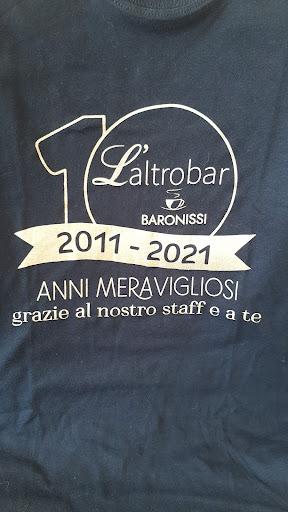 10
L'altrobar
BARONISSI
2011 - 2021
ANNI MERAVIGLIOSI
grazie al nostro staff e a te